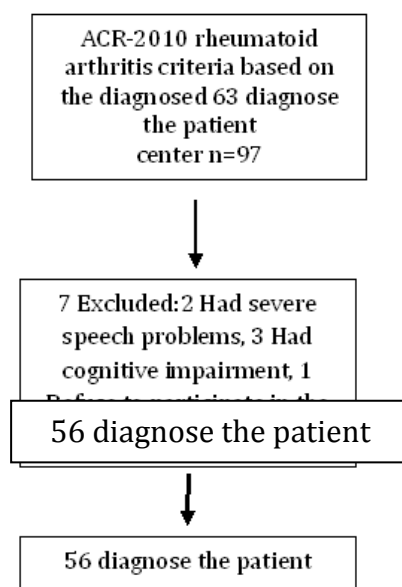 ACR-2010 rheumatoid
arthritis criteria based on
the diagnosed 63 diagnose
the patient
center n=97
7 Excluded:2 Had severe
speech problems, 3 Had
cognitive impairment, 1
56 diagnose the patient
56 diagnose the patient